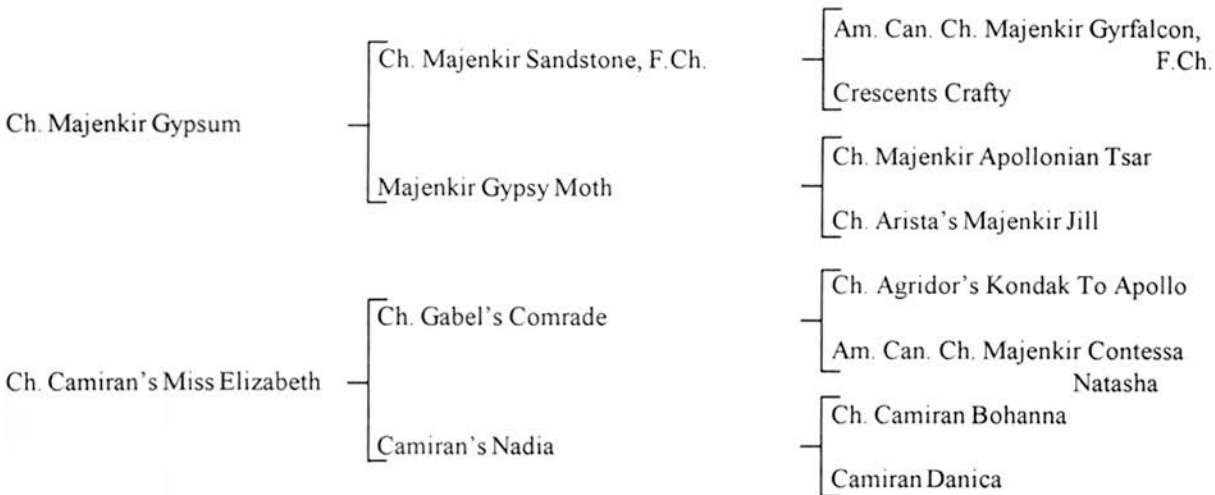 Am. Can. Ch. Majenkir Gyrfalcon,
F.Ch.
Ch. Majenkir Sandstone, F.Ch.
Crescents Crafty
Ch. Majenkir Gypsum
Ch. Majenkir Apollonian Tsar
Majenkir Gypsy Moth
Ch. Arista's Majenkir Jill
Ch. Agridor's Kondak To Apollo
Ch. Gabel's Comrade
Am. Can. Ch. Majenkir Contessa
Natasha
Ch. Camiran's Miss Elizabeth
Ch. Camiran Bohanna
Camiran's Nadia
Camiran Danica